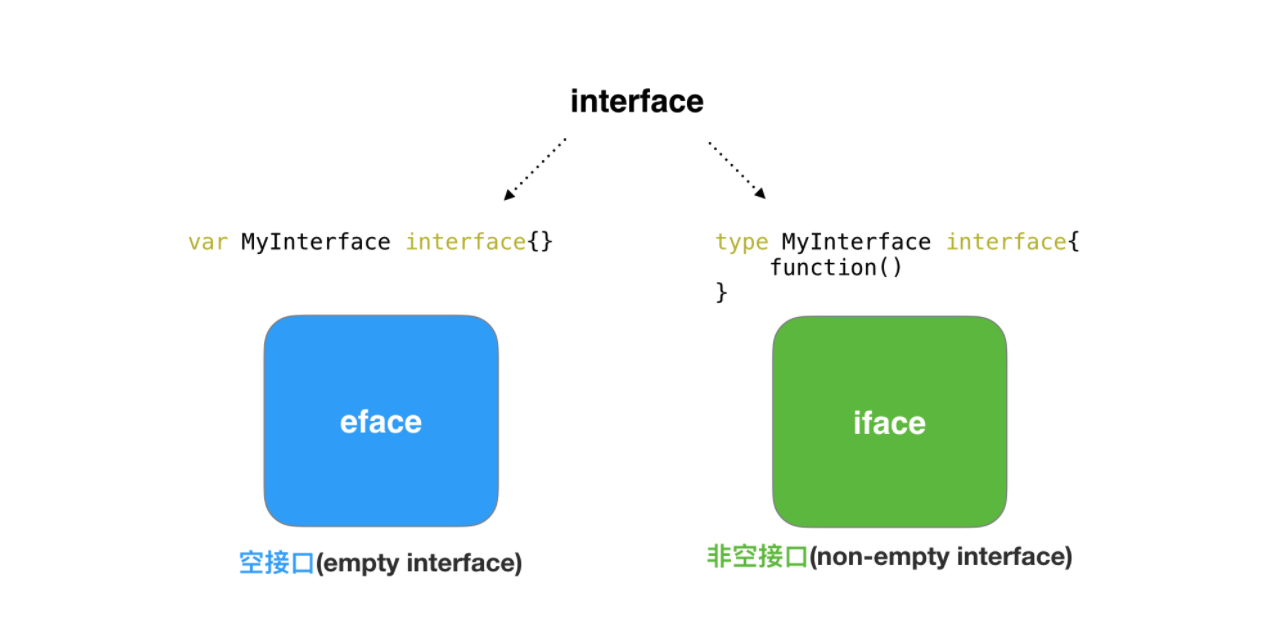 interface
var MyInterface interface{}
type MyInterface interface{
    function()
}
eface
iface
空接口(empty interface)
非空接口(non-empty interface)